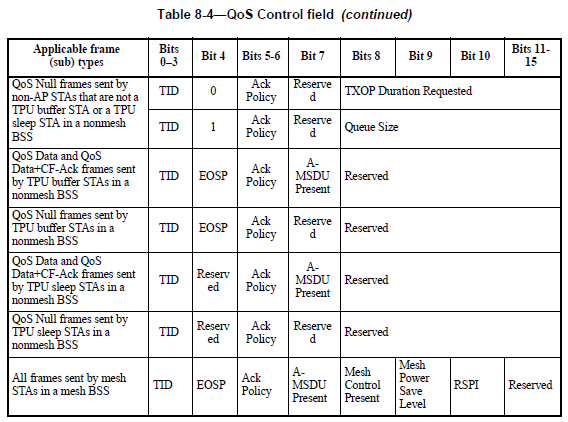 Table 8-4—QoS Control field (continued)
Applicable frame
(sub) types
Bits
0–3
Bit 4
Bits 5-6
Bit 7
Bits 8
Bit 9
Bit 10
Bits 11-
15
QoS Null frames sent by
non-AP STAs that are not a
TPU buffer STA or a TPU
sleep STA in a nonmesh
BSS
TID
0
Ack
Policy
Reserve
d
TXOP Duration Requested
TID
1
Ack
Policy
Reserve
d
Queue Size
QoS Data and QoS
Data+CF-Ack frames sent
by TPU buffer STAs in a
nonmesh BSS
TID
EOSP
Ack
Policy
A-
MSDU
Present
Reserved
QoS Null frames sent by
TPU buffer STAs in a
nonmesh BSS
TID
EOSP
Ack
Policy
Reserve
d
Reserved
QoS Data and QoS
Data+CF-Ack frames sent
by TPU sleep STAs in a
nonmesh BSS
TID
Reserv
ed
Ack
Policy
A-
MSDU
Present
Reserved
QoS Null frames sent by
TPU sleep STAs in a
nonmesh BSS
TID
Reserv
ed
Ack
Policy
Reserve
d
Reserved
All frames sent by mesh
STAs in a mesh BSS
TID
EOSP
Ack
Policy
A-
MSDU
Present
Mesh
Control
Present
Mesh
Power
Save
Level
RSPI
Reserved